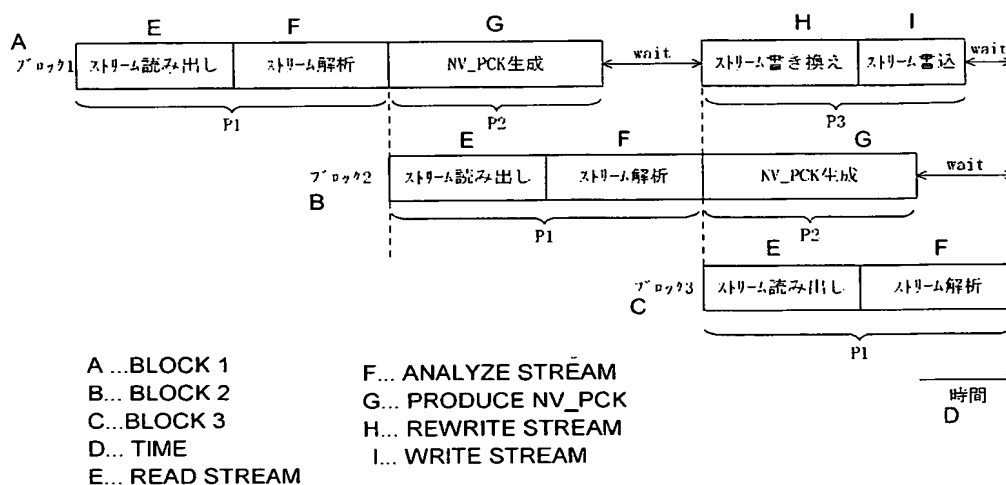 E F G H I
A ブロック1 ストリーム読み出し ストリーム解析 NV_PCK生成 wait ストリーム書き換え ストリーム書込 wait
P1 P2 P3
E F G
B ブロック2 ストリーム読み出し ストリーム解析 NV_PCK生成 wait
P1 P2
E F
C ブロック3 ストリーム読み出し ストリーム解析
P1
時間
D
A ...BLOCK 1
B... BLOCK 2
C...BLOCK 3
D... TIME
E... READ STREAM
F... ANALYZE STREAM
G... PRODUCE NV_PCK
H... REWRITE STREAM
I... WRITE STREAM